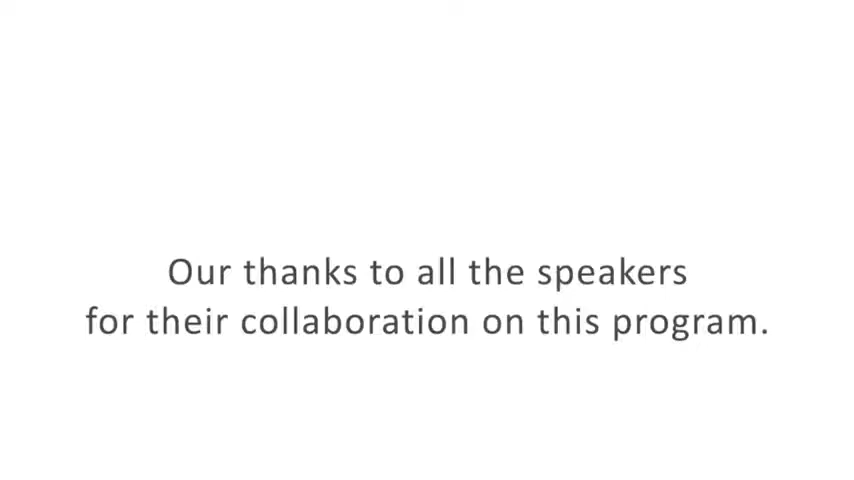 Our thanks to all the speakers
for their collaboration on this program.